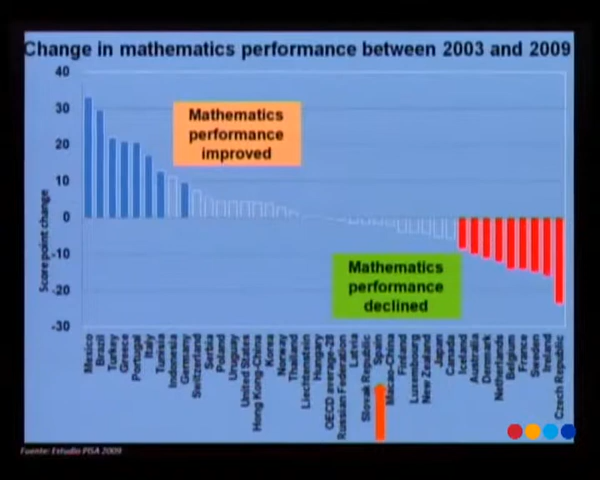 Change in mathematics performance between 2003 and 2009
Score point change
40
30
20
10
0
-10
-20
-30
Mathematics
performance
improved
Mathematics
performance
declined
Mexico
Brazil
Turkey
Greece
Portugal
Italy
Tunisia
Indonesia
Germany
Switzerland
Serbia
Poland
Uruguay
United States
Hong Kong-China
Korea
Norway
Thailand
Liechtenstein
Hungary
OECD average-28
Russian Federation
Latvia
Slovak Republic
Spain
Macao-China
Finland
Luxembourg
New Zealand
Japan
Canada
Iceland
Australia
Denmark
Netherlands
Belgium
France
Sweden
Ireland
Czech Republic
Fuente: Estudio PISA 2009